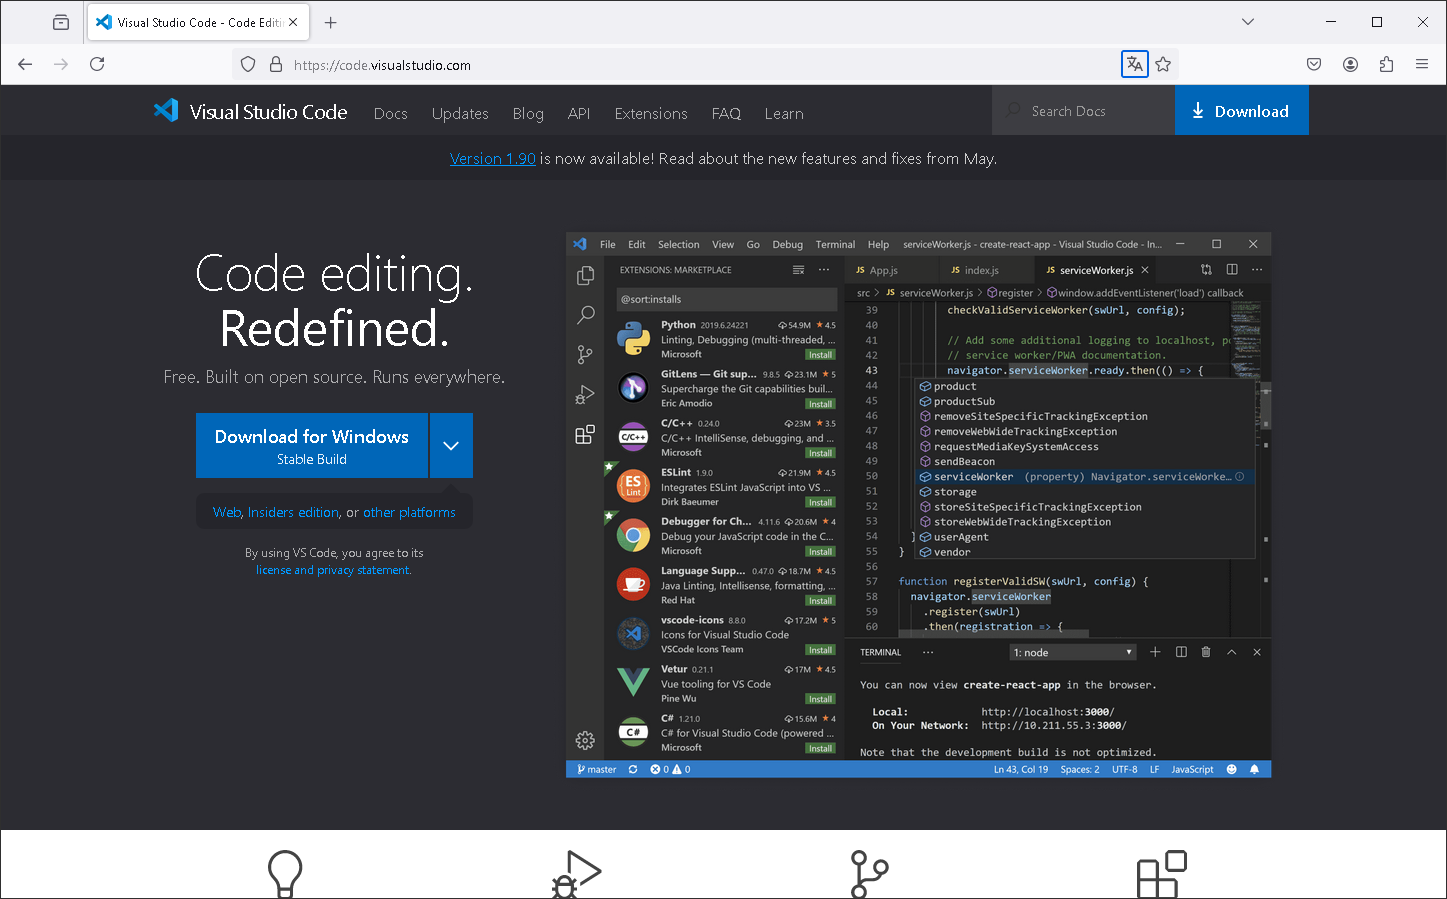 Visual Studio Code - Code Editi
https://code.visualstudio.com
Visual Studio Code
Docs
Updates
Blog
API
Extensions
FAQ
Learn
Search Docs
Download
Version 1.90 is now available! Read about the new features and fixes from May.
Code editing.
Redefined.
Free. Built on open source. Runs everywhere.
Download for Windows
Stable Build
Web, Insiders edition, or other platforms
By using VS Code, you agree to its
license and privacy statement.
File Edit Selection View Go Debug Terminal Help serviceWorker.js - create-react-app - Visual Studio Code - In...
EXTENSIONS: MARKETPLACE
@sort:installs
Python 2019.6.24221 54.9M ★ 4.5
Linting, Debugging (multi-threaded, ...
Microsoft Install
GitLens — Git sup... 9.8.5 23.1M ★ 5
Supercharge the Git capabilities buil...
Eric Amodio Install
C/C++ 0.24.0 23M ★ 3.5
C/C++ IntelliSense, debugging, and ...
Microsoft Install
ESLint 1.9.0 21.9M ★ 4.5
Integrates ESLint JavaScript into VS ...
Dirk Baeumer Install
Debugger for Ch... 4.11.6 20.6M ★ 4
Debug your JavaScript code in the C...
Microsoft Install
Language Supp... 0.47.0 18.7M ★ 4.5
Java Linting, Intellisense, formatting, ...
Red Hat Install
vscode-icons 8.8.0 17.2M ★ 5
Icons for Visual Studio Code
VSCode Icons Team Install
Vetur 0.21.1 17M ★ 4.5
Vue tooling for VS Code
Pine Wu Install
C# 1.21.0 15.6M ★ 4
C# for Visual Studio Code (powered ...
Microsoft Install
C/C++
ES
Lint
C#
JS App.js JS index.js JS serviceWorker.js
src > JS serviceWorker.js > register > window.addEventListener('load') callback
39 checkValidServiceWorker(swUrl, config);
40
41 // Add some additional logging to localhost, po
42 // service worker/PWA documentation.
43 navigator.serviceWorker.ready.then(() => {
44 product
45 productSub
46 removeSiteSpecificTrackingException
47 removeWebWideTrackingException
48 requestMediaKeySystemAccess
49 sendBeacon
50 serviceWorker (property) Navigator.serviceWorke...
51 storage
52 storeSiteSpecificTrackingException
53 storeWebWideTrackingException
54 } userAgent
55 } vendor
56
57 function registerValidSW(swUrl, config) {
58 navigator.serviceWorker
59 .register(swUrl)
60 .then(registration => {
TERMINAL ... 1: node
You can now view create-react-app in the browser.
Local: http://localhost:3000/
On Your Network: http://10.211.55.3:3000/
Note that the development build is not optimized.
master 0 0 Ln 43, Col 19 Spaces: 2 UTF-8 LF JavaScript